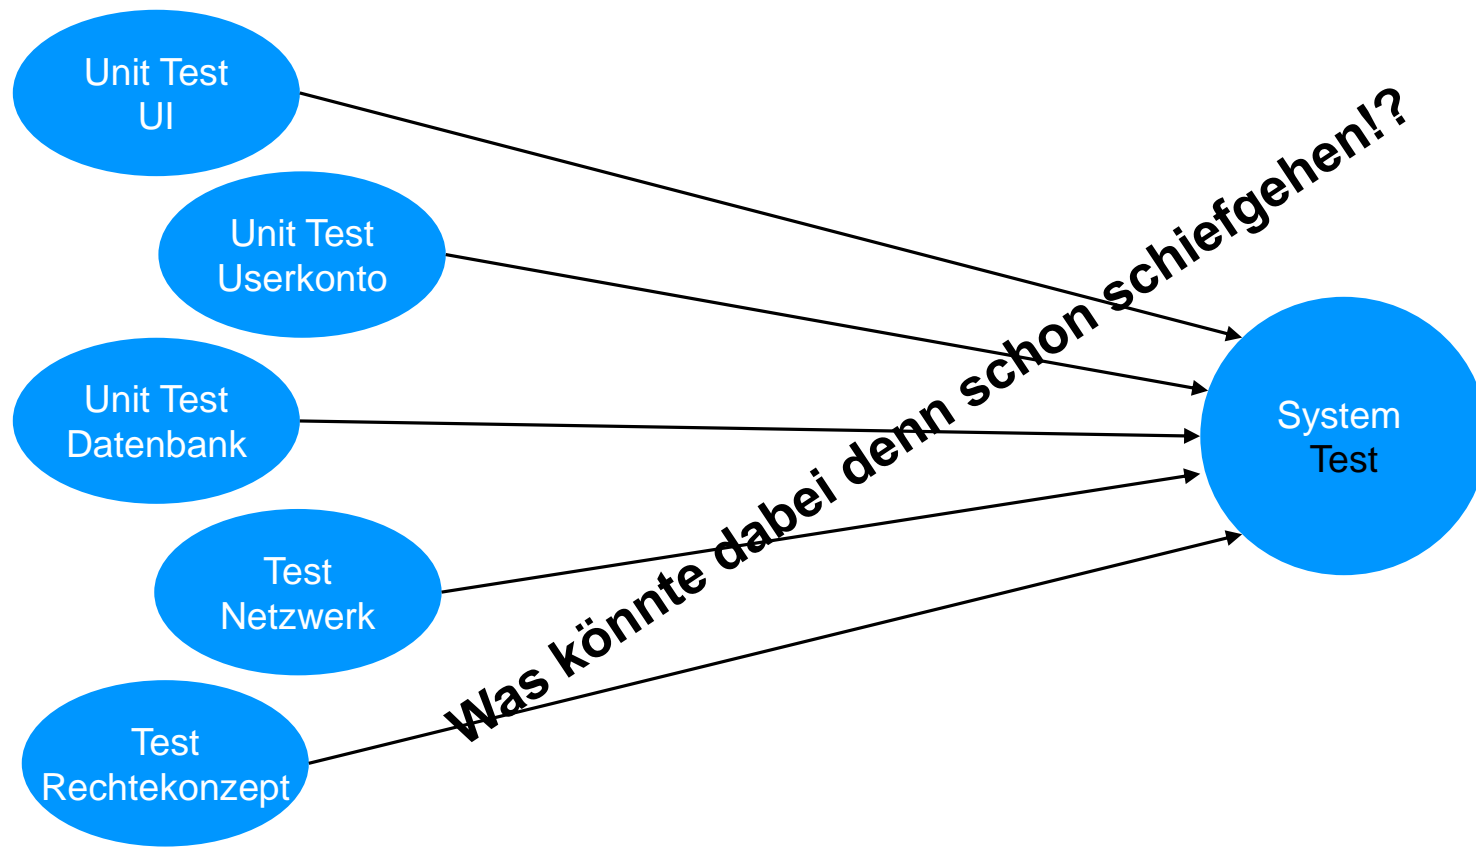 Unit Test
UI
Unit Test
Userkonto
Unit Test
Datenbank
Test
Netzwerk
Test
Rechtekonzept
Was könnte dabei denn schon schiefgehen!?
System
Test